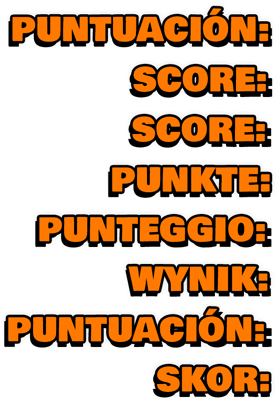 PUNTUACIÓN:
SCORE:
SCORE:
PUNKTE:
PUNTEGGIO:
WYNIK:
PUNTUACIÓN:
SKOR: